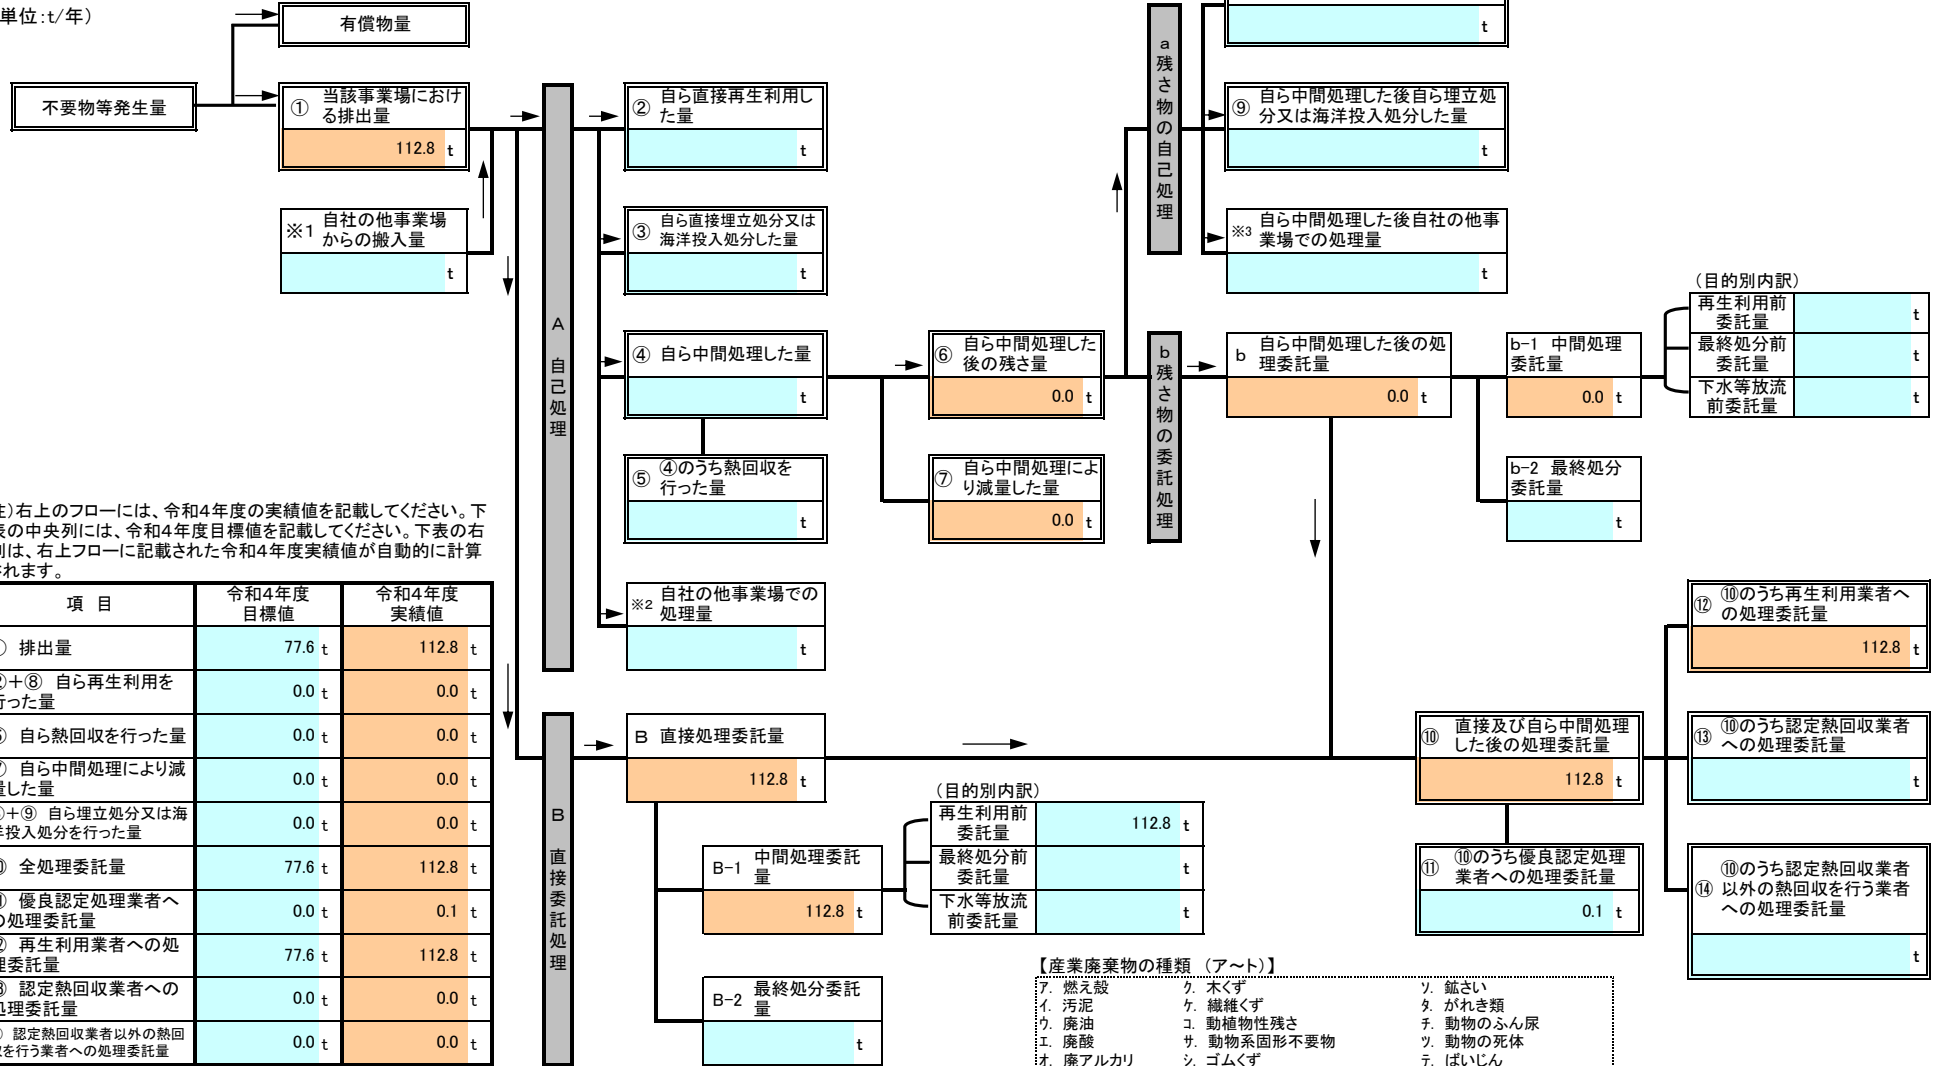 単位:t/年）
有償物量
不要物等発生量
① 当該事業場におけ
る排出量
112.8 t
※1 自社の他事業場
からの搬入量
t
A 自己処理
② 自ら直接再生利用し
た量
t
③ 自ら直接埋立処分又は
海洋投入処分した量
t
④ 自ら中間処理した量
t
⑤ ④のうち熱回収を
行った量
t
※2 自社の他事業場での
処理量
t
⑥ 自ら中間処理した
後の残さ量
0.0 t
⑦ 自ら中間処理によ
り減量した量
0.0 t
a 残さ物の自己処理
t
⑨ 自ら中間処理した後自ら埋立処
分又は海洋投入処分した量
t
※3 自ら中間処理した後自社の他事
業場での処理量
t
b 残さ物の委託処理
b 自ら中間処理した後の処
理委託量
0.0 t
b-1 中間処理
委託量
0.0 t
b-2 最終処分
委託量
t
（目的別内訳）
再生利用前
委託量
t
最終処分前
委託量
t
下水等放流
前委託量
t
)右上のフローには、令和4年度の実績値を記載してください。下
表の中央列には、令和4年度目標値を記載してください。下表の右
列は、右上フローに記載された令和4年度実績値が自動的に計算
されます。
項 目 令和4年度
目標値 令和4年度
実績値
排出量 77.6 t 112.8 t
②+⑧ 自ら再生利用を
行った量 0.0 t 0.0 t
自ら熱回収を行った量 0.0 t 0.0 t
⑦ 自ら中間処理により減
量した量 0.0 t 0.0 t
+⑨ 自ら埋立処分又は海
洋投入処分を行った量 0.0 t 0.0 t
全処理委託量 77.6 t 112.8 t
優良認定処理業者へ
の処理委託量 0.0 t 0.1 t
再生利用業者への処
理委託量 77.6 t 112.8 t
認定熱回収業者への
処理委託量 0.0 t 0.0 t
認定熱回収業者以外の熱回
収を行う業者への処理委託量 0.0 t 0.0 t
B 直接委託処理
B 直接処理委託量
112.8 t
B-1 中間処理委託
量
112.8 t
B-2 最終処分委託
量
t
（目的別内訳）
再生利用前
委託量
112.8 t
最終処分前
委託量
t
下水等放流
前委託量
t
⑩ 直接及び自ら中間処理
した後の処理委託量
112.8 t
⑪ ⑩のうち優良認定処理
業者への処理委託量
0.1 t
⑫ ⑩のうち再生利用業者へ
の処理委託量
112.8 t
⑬ ⑩のうち認定熱回収業者
への処理委託量
t
⑭ ⑩のうち認定熱回収業者
以外の熱回収を行う業者
への処理委託量
t
【産業廃棄物の種類 （ア～ト）】
ア. 燃え殻 ク. 木くず ソ. 鉱さい
イ. 汚泥 ケ. 繊維くず タ. がれき類
ウ. 廃油 コ. 動植物性残さ チ. 動物のふん尿
エ. 廃酸 サ. 動物系固形不要物 ツ. 動物の死体
オ. 廃アルカリ シ. ゴムくず テ. ばいじん